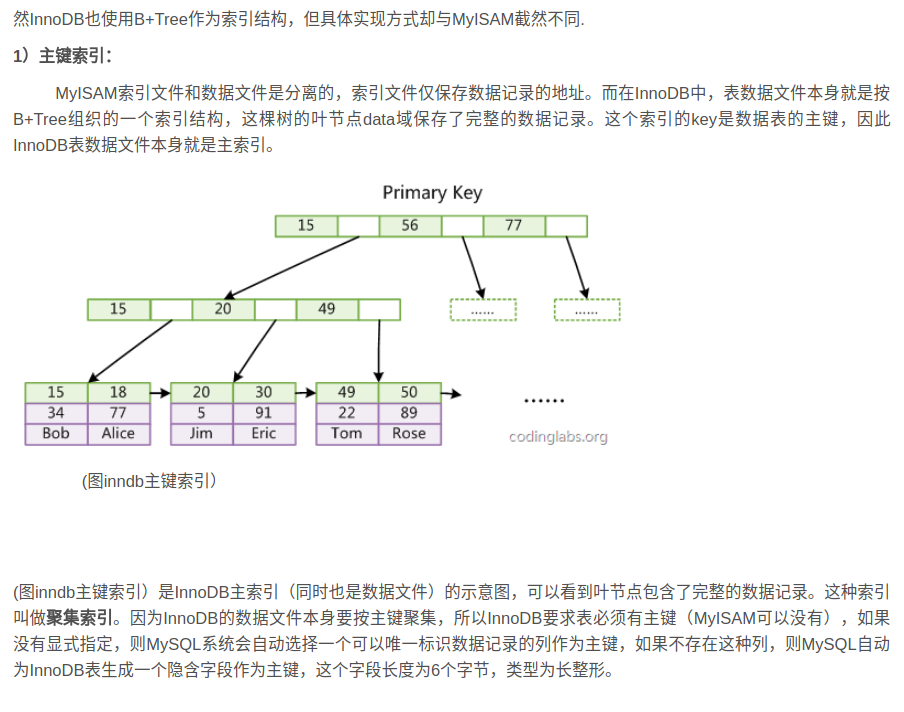 然InnoDB也使用B+Tree作为索引结构，但具体实现方式却与MyISAM截然不同.
1）主键索引：
MyISAM索引文件和数据文件是分离的，索引文件仅保存数据记录的地址。而在InnoDB中，表数据文件本身就是按
B+Tree组织的一个索引结构，这棵树的叶节点data域保存了完整的数据记录。这个索引的key是数据表的主键，因此
InnoDB表数据文件本身就是主索引。
Primary Key
15 56 77
15 20 49 ...... ......
15 18 20 30 49 50
34 77 5 91 22 89 ......
Bob Alice Jim Eric Tom Rose codinglabs.org
(图inndb主键索引）
(图inndb主键索引）是InnoDB主索引（同时也是数据文件）的示意图，可以看到叶节点包含了完整的数据记录。这种索引
叫做聚集索引。因为InnoDB的数据文件本身要按主键聚集，所以InnoDB要求表必须有主键（MyISAM可以没有），如果
没有显式指定，则MySQL系统会自动选择一个可以唯一标识数据记录的列作为主键，如果不存在这种列，则MySQL自动
为InnoDB表生成一个隐含字段作为主键，这个字段长度为6个字节，类型为长整形。